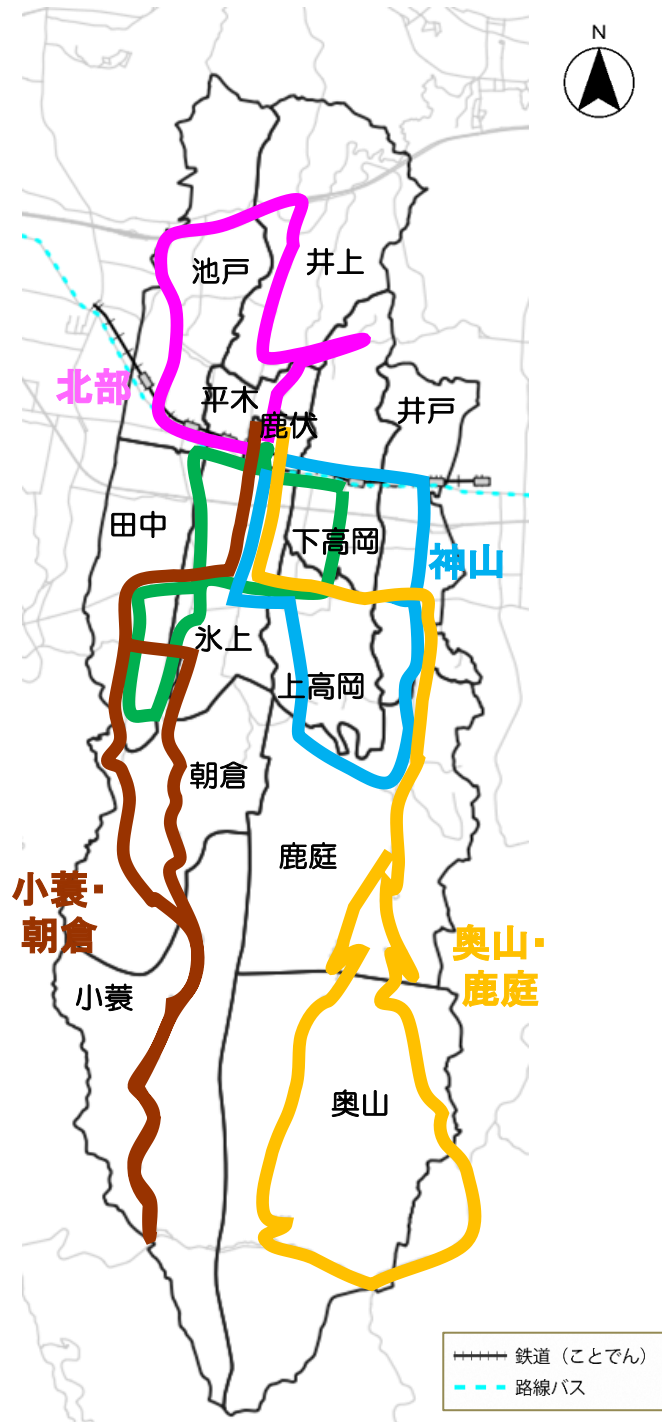 N
池戸
井上
北部
平木
井戸
鹿伏
田中
下高岡
神山
氷上
上高岡
朝倉
鹿庭
小蓑・
朝倉
奥山・
鹿庭
小蓑
奥山
鉄道（ことでん）
路線バス